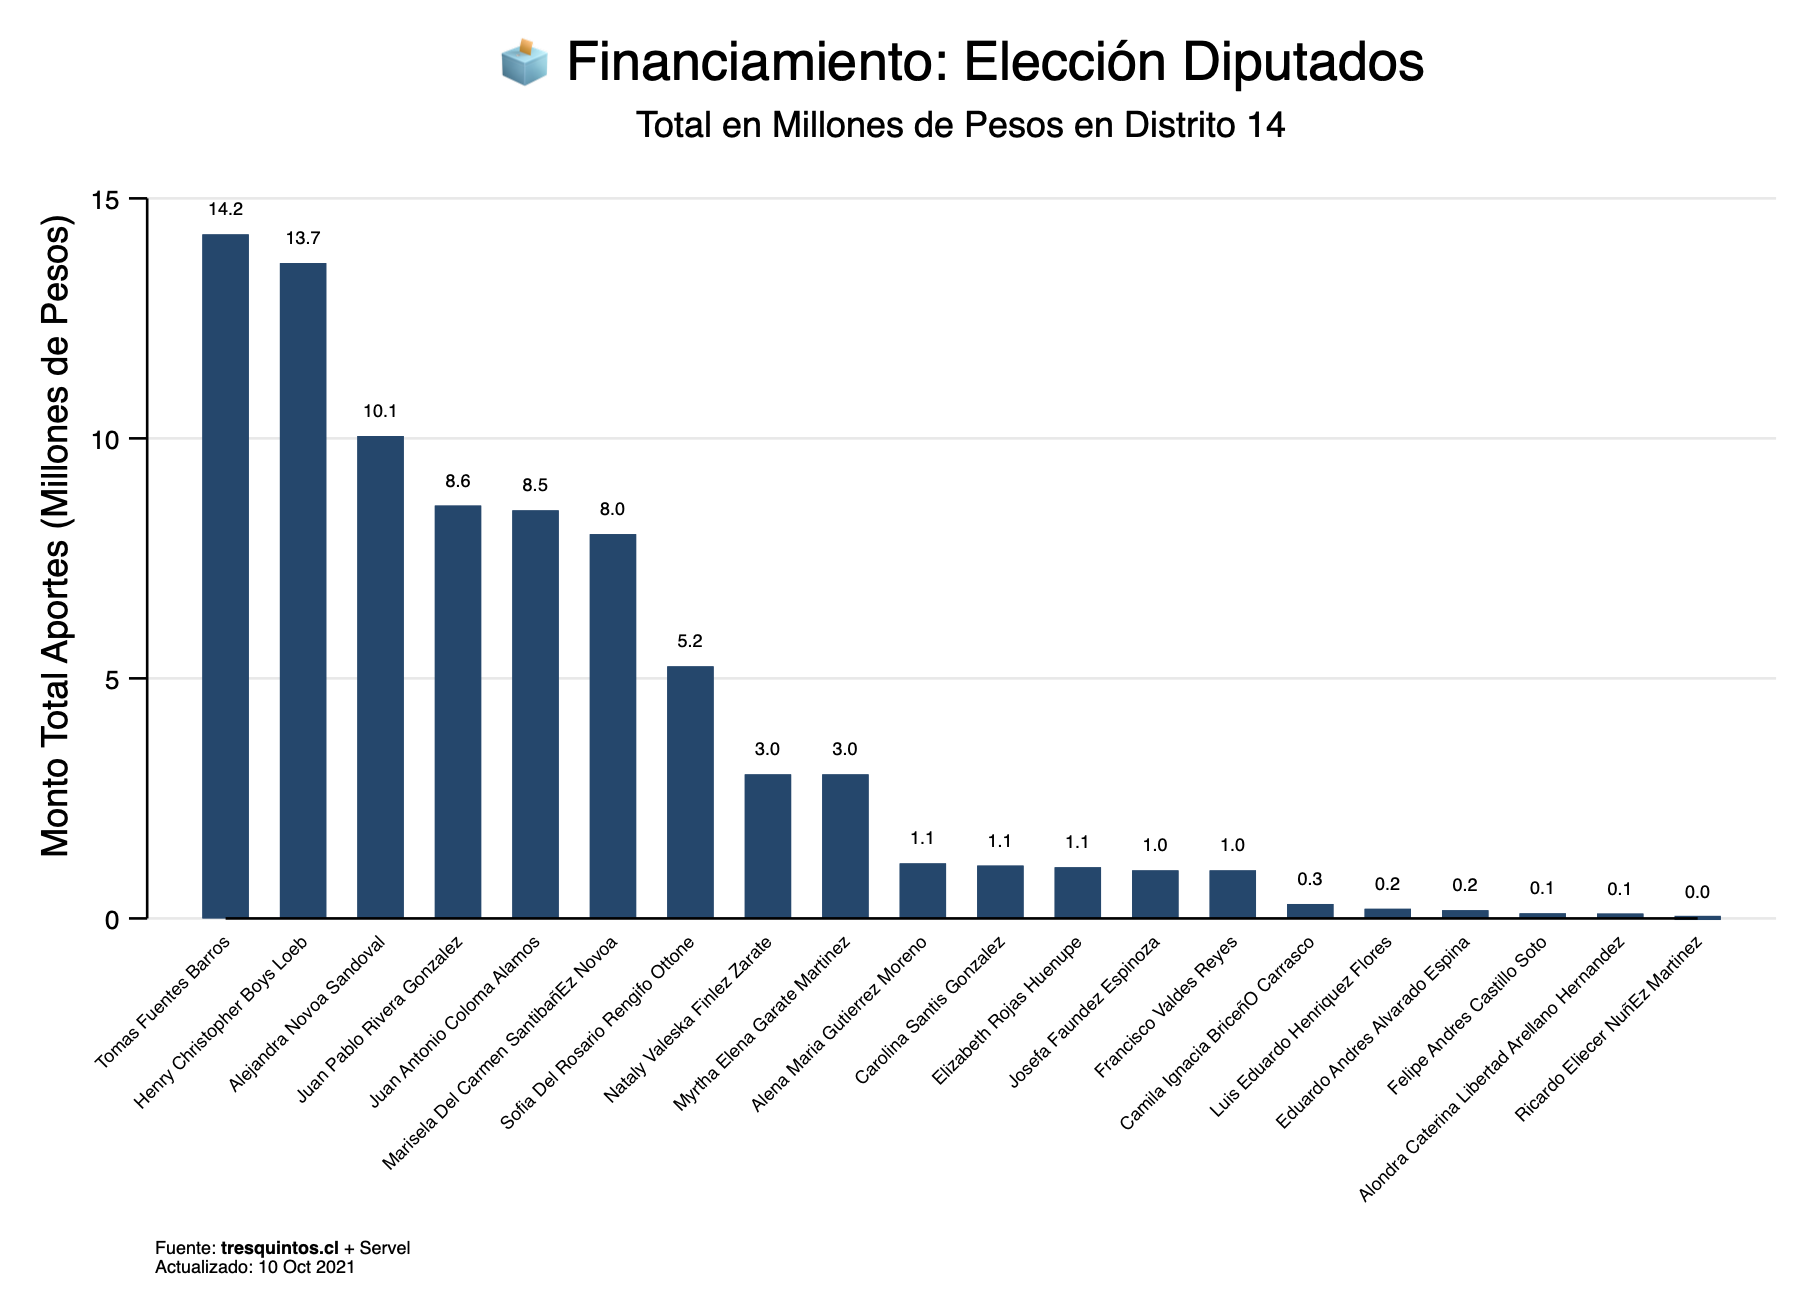 Financiamiento: Elección Diputados
Total en Millones de Pesos en Distrito 14
Monto Total Aportes (Millones de Pesos)
15
10
5
0
14.2
13.7
10.1
8.6
8.5
8.0
5.2
3.0
3.0
1.1
1.1
1.1
1.0
1.0
0.3
0.2
0.2
0.1
0.1
0.0
Tomas Fuentes Barros
Henry Christopher Boys Loeb
Alejandra Novoa Sandoval
Juan Pablo Rivera Gonzalez
Juan Antonio Coloma Alamos
Marisela Del Carmen SantibañEz Novoa
Sofia Del Rosario Rengifo Ottone
Nataly Valeska Finlez Zarate
Myrtha Elena Garate Martinez
Alena Maria Gutierrez Moreno
Carolina Santis Gonzalez
Elizabeth Rojas Huenupe
Josefa Faundez Espinoza
Francisco Valdes Reyes
Camila Ignacia BriceñO Carrasco
Luis Eduardo Henriquez Flores
Eduardo Andres Alvarado Espina
Felipe Andres Castillo Soto
Alondra Caterina Libertad Arellano Hernandez
Ricardo Eliecer NuñEz Martinez
Fuente: tresquintos.cl + Servel
Actualizado: 10 Oct 2021